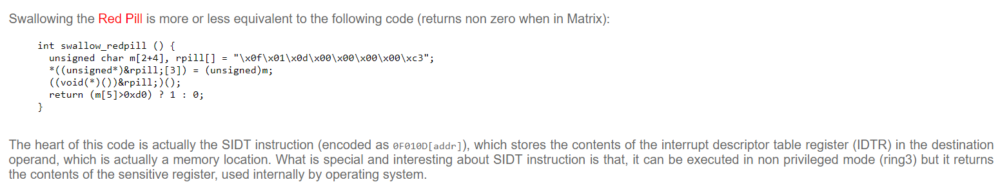 Swallowing the Red Pill is more or less equivalent to the following code (returns non zero when in Matrix):
int swallow_redpill () {
unsigned char m[2+4], rpill[] = "\x0f\x01\x0d\x00\x00\x00\x00\xc3";
*((unsigned*)&rpill;[3]) = (unsigned)m;
((void(*)())&rpill;)();
return (m[5]>0xd0) ? 1 : 0;
}
The heart of this code is actually the SIDT instruction (encoded as 0F010D[addr]), which stores the contents of the interrupt descriptor table register (IDTR) in the destination
operand, which is actually a memory location. What is special and interesting about SIDT instruction is that, it can be executed in non privileged mode (ring3) but it returns
the contents of the sensitive register, used internally by operating system.